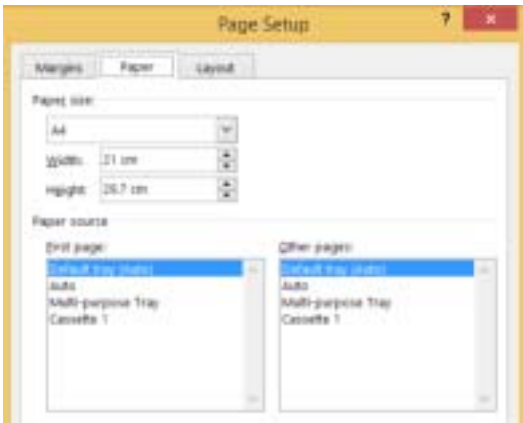 Page Setup
?
Margins Paper Layout
Paper size:
A4
Width: 21 cm
Height: 29.7 cm
Paper source
First page: Other pages:
Default tray (Auto) Default tray (Auto)
Auto Auto
Multi-purpose Tray Multi-purpose Tray
Cassette 1 Cassette 1